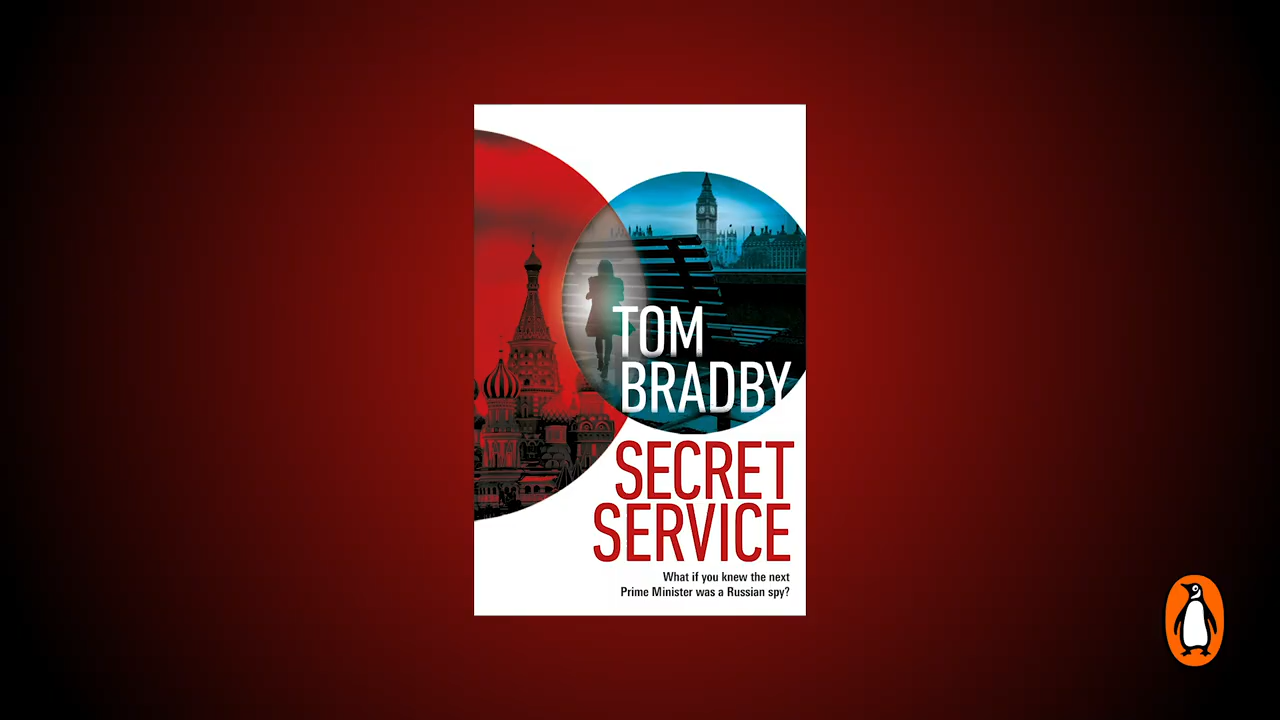 TOM
BRADBY
SECRET
SERVICE
What if you knew the next
Prime Minister was a Russian spy?